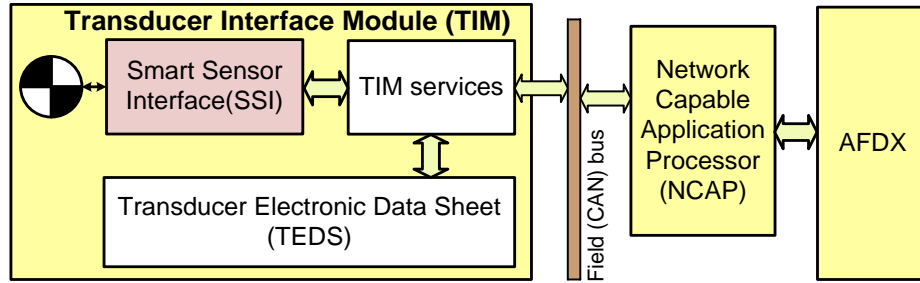 Transducer Interface Module (TIM)
Smart Sensor
Interface(SSI)
TIM services
Transducer Electronic Data Sheet
(TEDS)
Field (CAN) bus
Network
Capable
Application
Processor
(NCAP)
AFDX